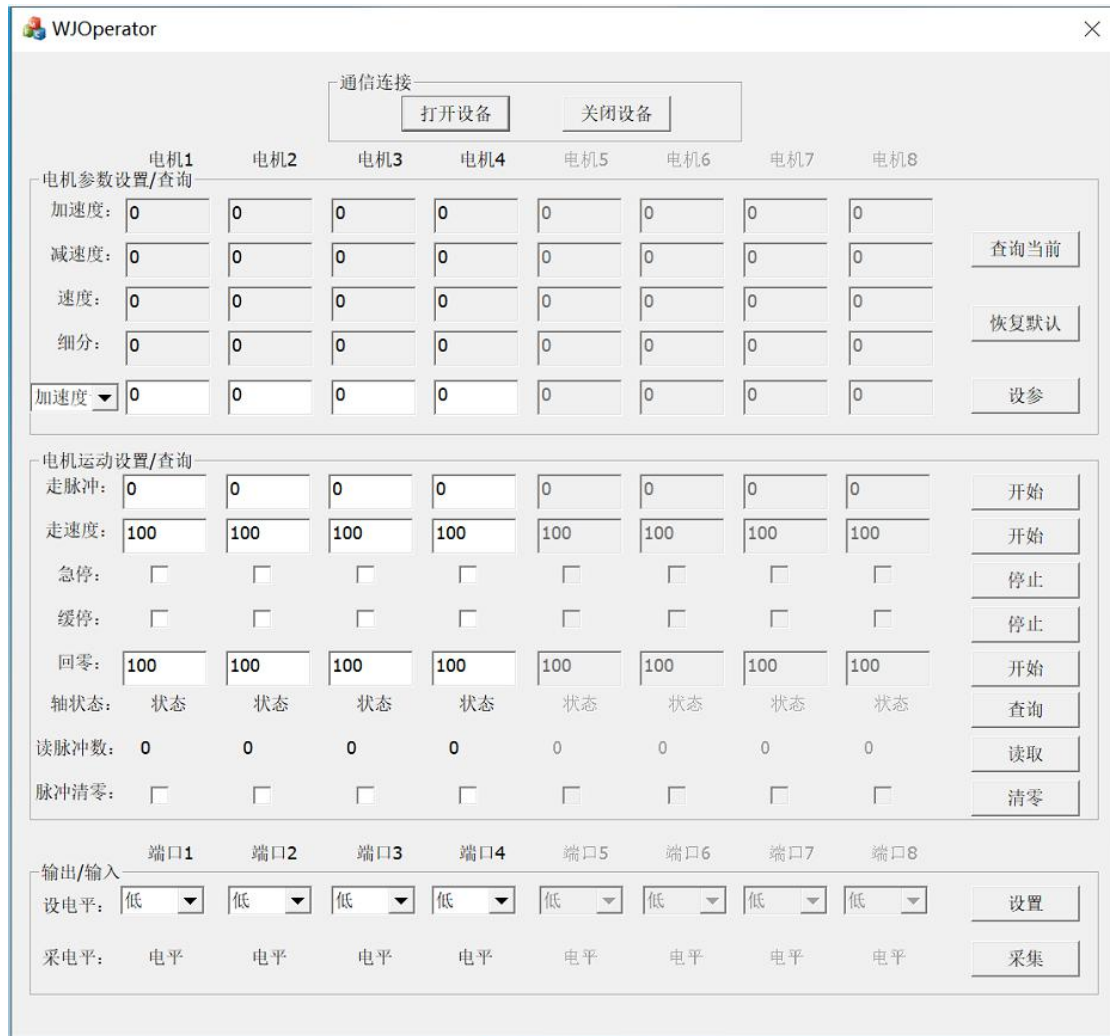 WJOperator
通信连接
打开设备 关闭设备
电机1 电机2 电机3 电机4 电机5 电机6 电机7 电机8
电机参数设置/查询
加速度: 0 0 0 0 0 0 0 0
减速度: 0 0 0 0 0 0 0 0 查询当前
速度: 0 0 0 0 0 0 0 0
恢复默认
细分: 0 0 0 0 0 0 0 0
加速度 0 0 0 0 0 0 0 0 设参
电机运动设置/查询
走脉冲: 0 0 0 0 0 0 0 0 开始
走速度: 100 100 100 100 100 100 100 100 开始
急停: 停止
缓停: 停止
回零: 100 100 100 100 100 100 100 100 开始
轴状态: 状态 状态 状态 状态 状态 状态 状态 状态 查询
读脉冲数: 0 0 0 0 0 0 0 0 读取
脉冲清零: 清零
端口1 端口2 端口3 端口4 端口5 端口6 端口7 端口8
输出/输入
设电平: 低 低 低 低 低 低 低 低 设置
采电平: 电平 电平 电平 电平 电平 电平 电平 电平 采集